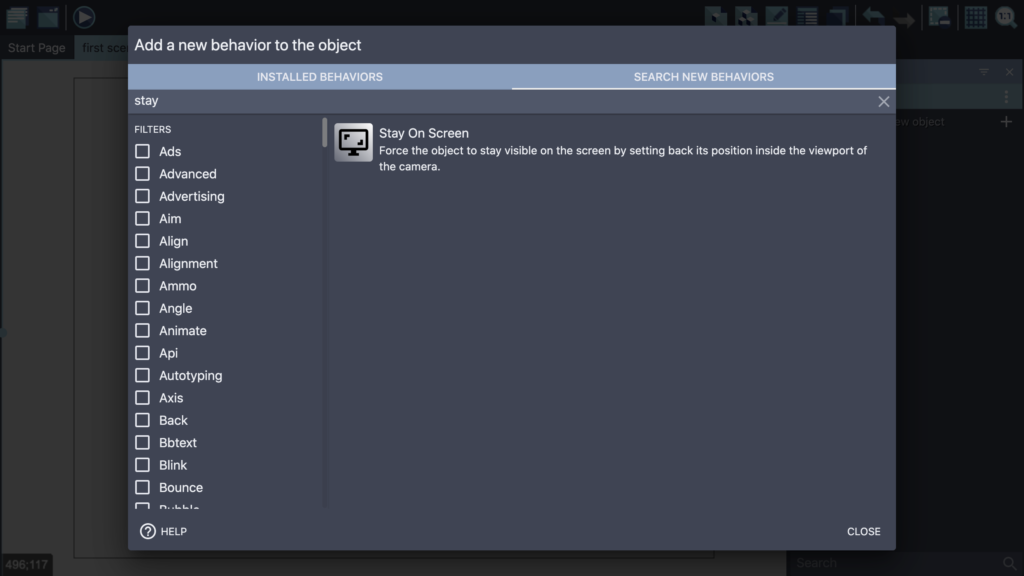 1:1
Start Page
first sce
Add a new behavior to the object
INSTALLED BEHAVIORS
SEARCH NEW BEHAVIORS
stay
FILTERS
Ads
Advanced
Advertising
Aim
Align
Alignment
Ammo
Angle
Animate
Api
Autotyping
Axis
Back
Bbtext
Blink
Bounce
Bubble
Stay On Screen
Force the object to stay visible on the screen by setting back its position inside the viewport of
the camera.
ew object
? HELP
CLOSE
496;117
Search